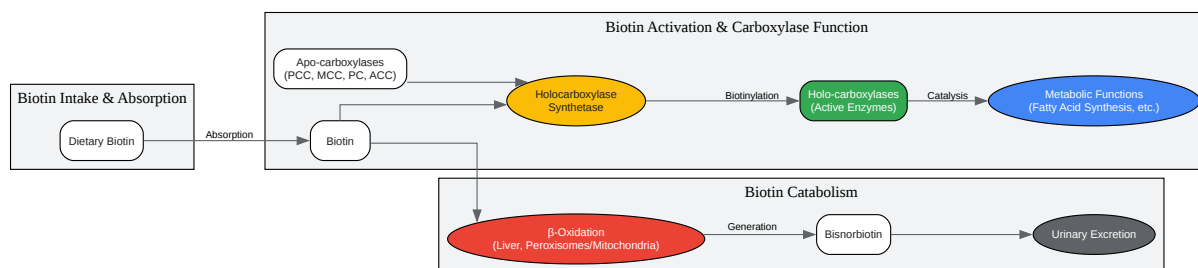 Biotin Activation & Carboxylase Function
Apo-carboxylases
(PCC, MCC, PC, ACC)
Holocarboxylase
Synthetase
Biotinylation
Holo-carboxylases
(Active Enzymes)
Catalysis
Metabolic Functions
(Fatty Acid Synthesis, etc.)
Biotin Intake & Absorption
Dietary Biotin
Absorption
Biotin
Biotin Catabolism
β-Oxidation
(Liver, Peroxisomes/Mitochondria)
Generation
Bisnorbiotin
Urinary Excretion